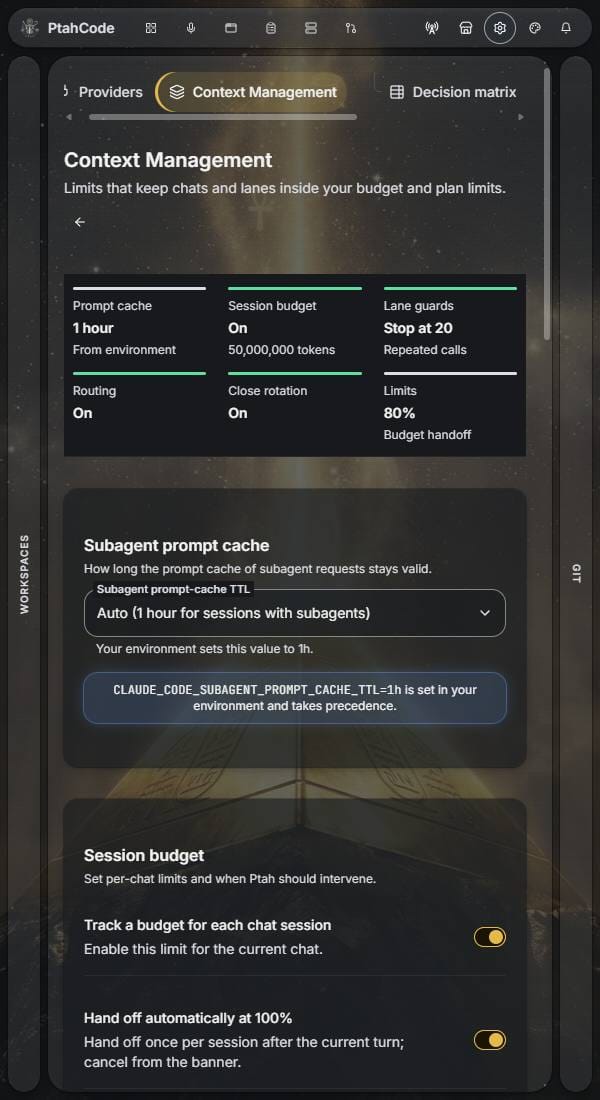 PtahCode
Providers
Context Management
Decision matrix
Context Management
Limits that keep chats and lanes inside your budget and plan limits.
Prompt cache
1 hour
From environment
Session budget
On
50,000,000 tokens
Lane guards
Stop at 20
Repeated calls
Routing
On
Close rotation
On
Limits
80%
Budget handoff
WORKSPACES
GIT
Subagent prompt cache
How long the prompt cache of subagent requests stays valid.
Subagent prompt-cache TTL
Auto (1 hour for sessions with subagents)
Your environment sets this value to 1h.
CLAUDE_CODE_SUBAGENT_PROMPT_CACHE_TTL=1h is set in your
environment and takes precedence.
Session budget
Set per-chat limits and when Ptah should intervene.
Track a budget for each chat session
Enable this limit for the current chat.
Hand off automatically at 100%
Hand off once per session after the current turn;
cancel from the banner.